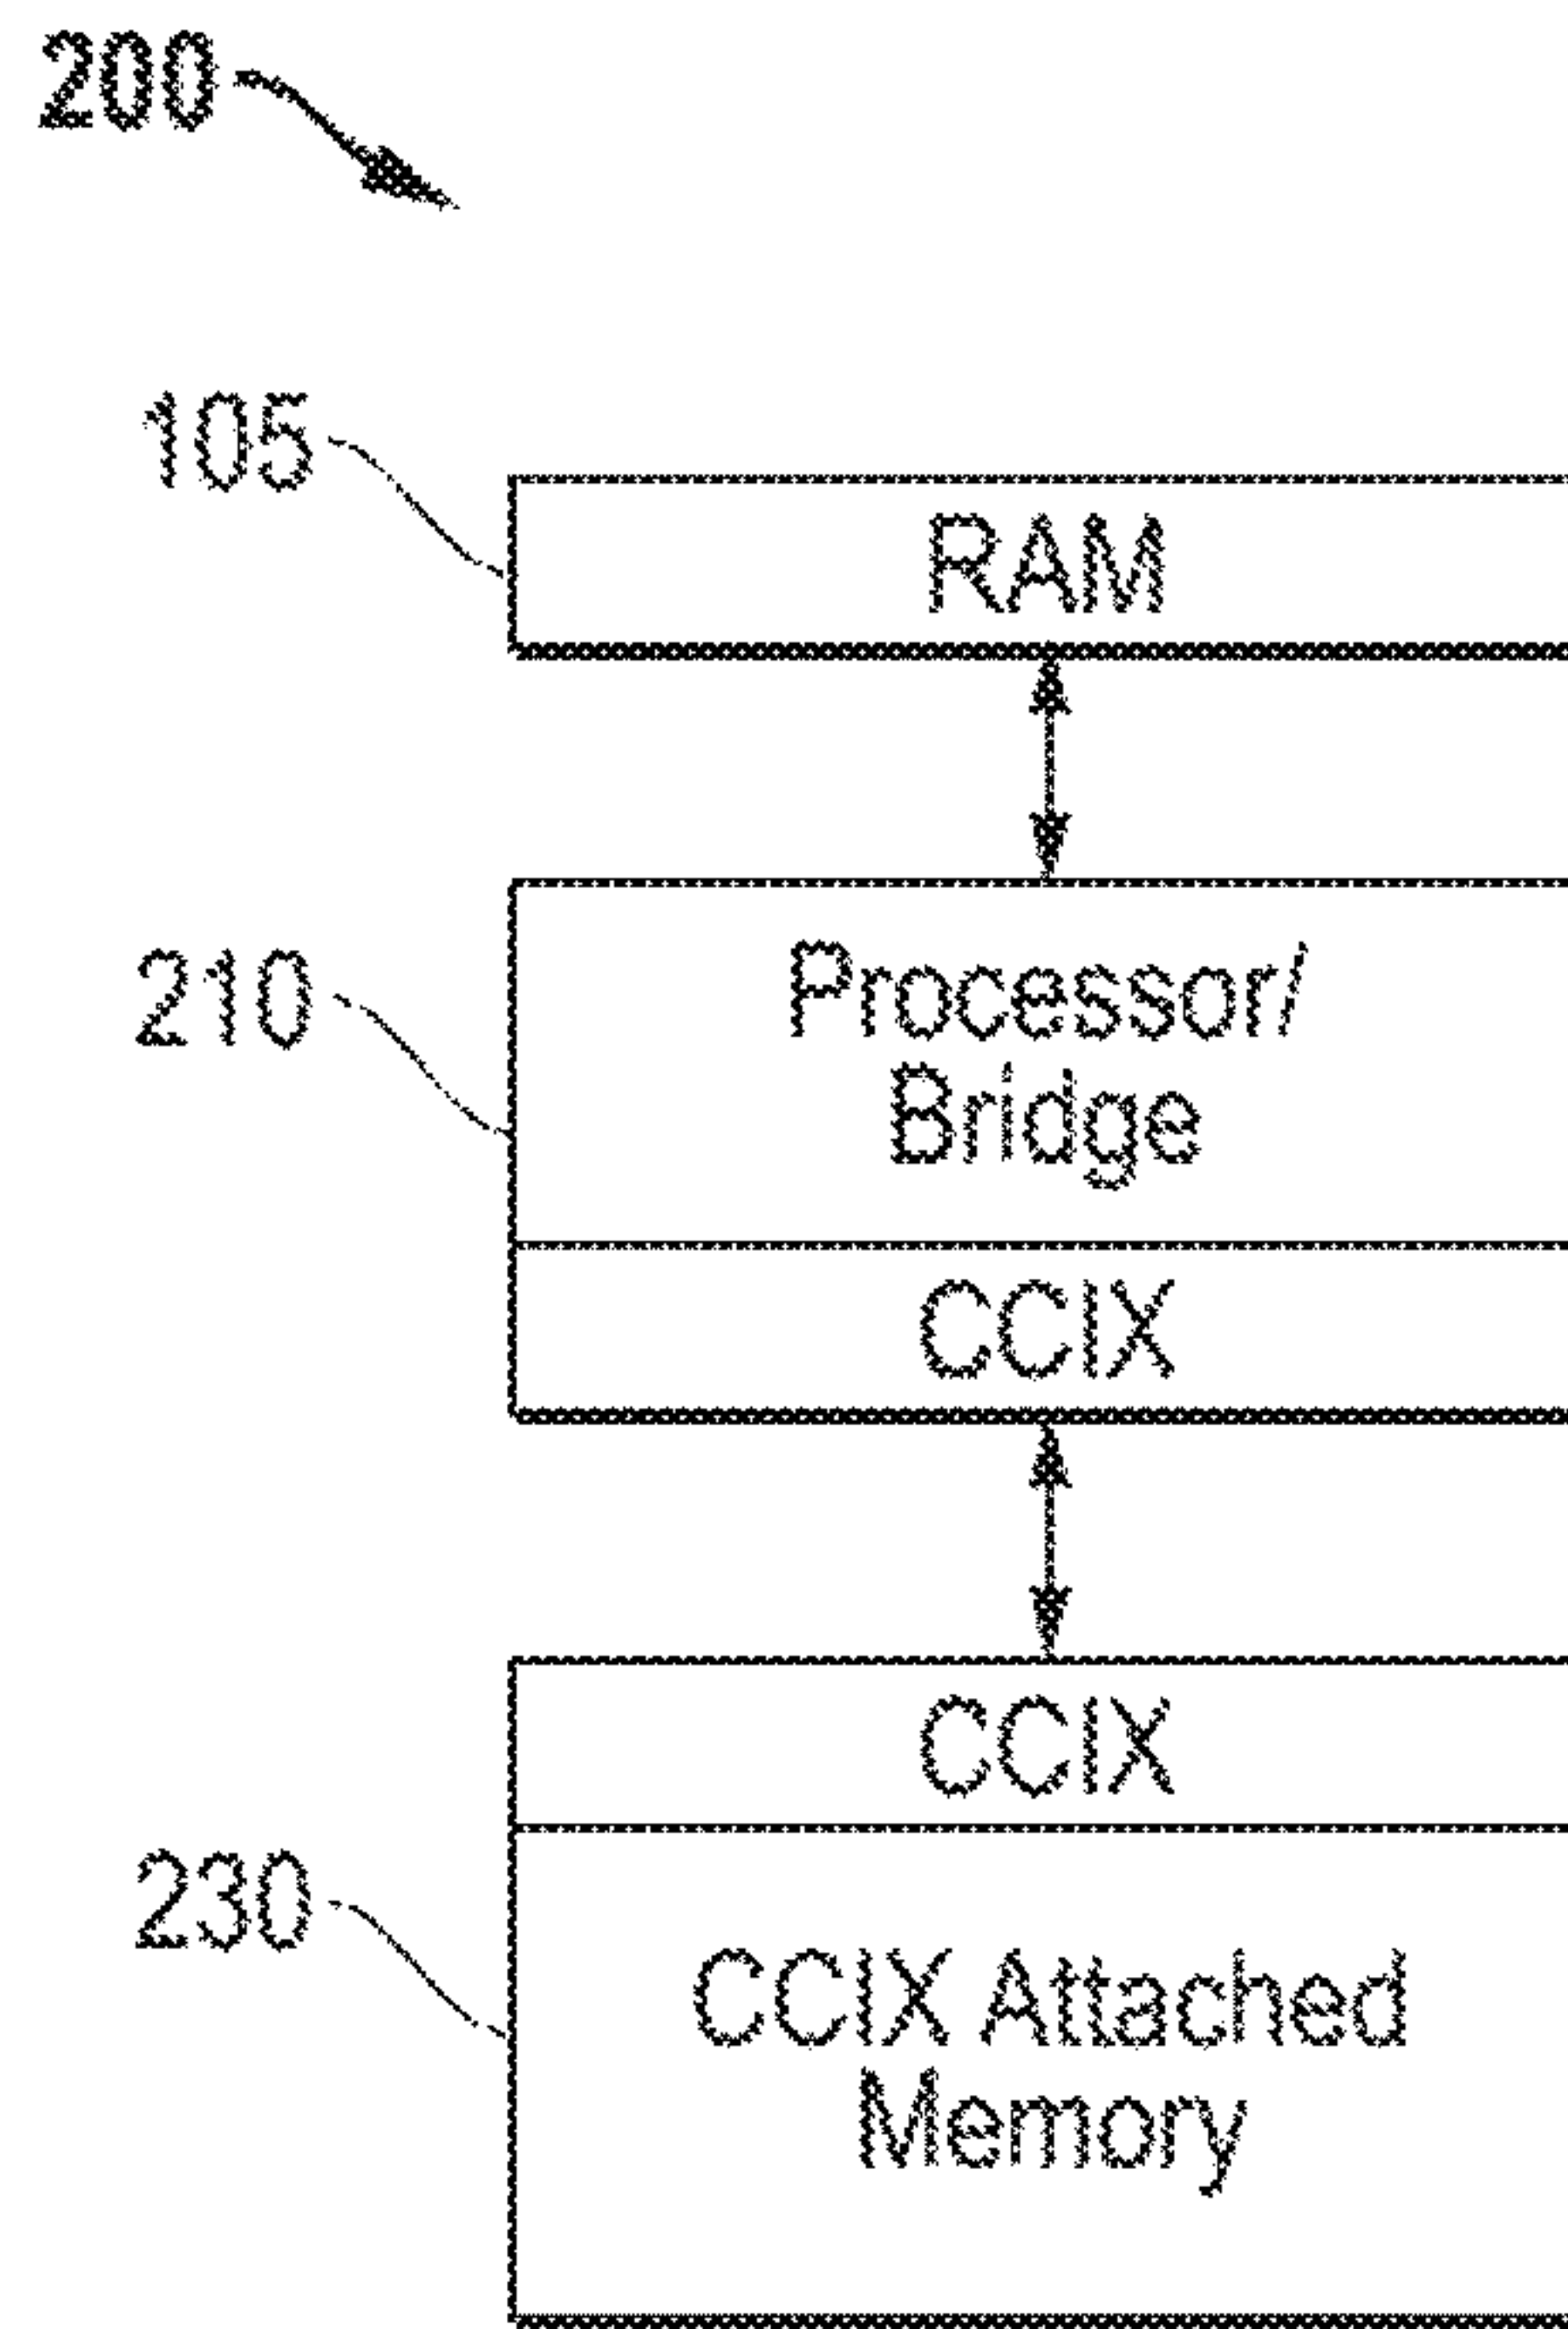 200
105
RAM
210
Processor/
Bridge
CCIX
CCIX
230
CCIX Attached
Memory